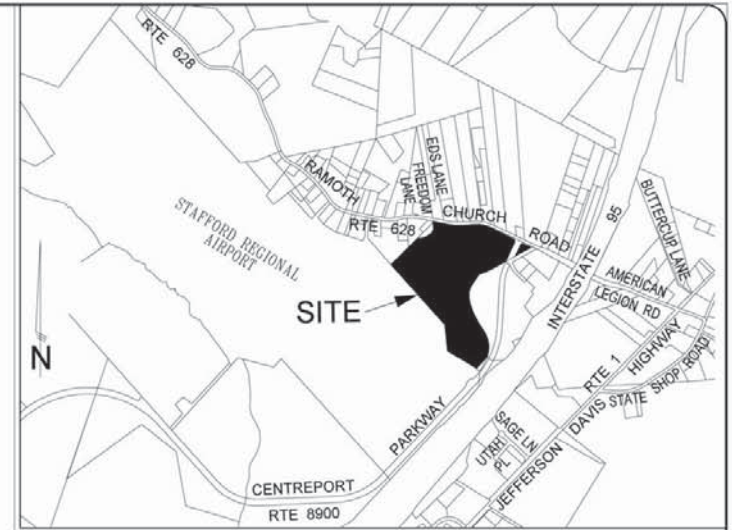 RTE 628
RAMOTH
EDS LANE
FREEDOM
LANE
CHURCH
ROAD
RTE 628
STAFFORD REGIONAL
AIRPORT
SITE
N
INTERSTATE 95
BUTTERCUP LANE
AMERICAN
LEGION RD
RTE 1
HIGHWAY
JEFFERSON DAVIS
STATE SHOP ROAD
SAGE LN
UTAH
PL
PARKWAY
CENTREPORT
RTE 8900